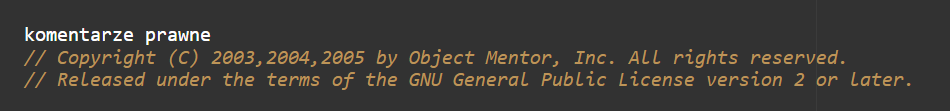 komentarze prawne
// Copyright (C) 2003,2004,2005 by Object Mentor, Inc. All rights reserved.
// Released under the terms of the GNU General Public License version 2 or later.